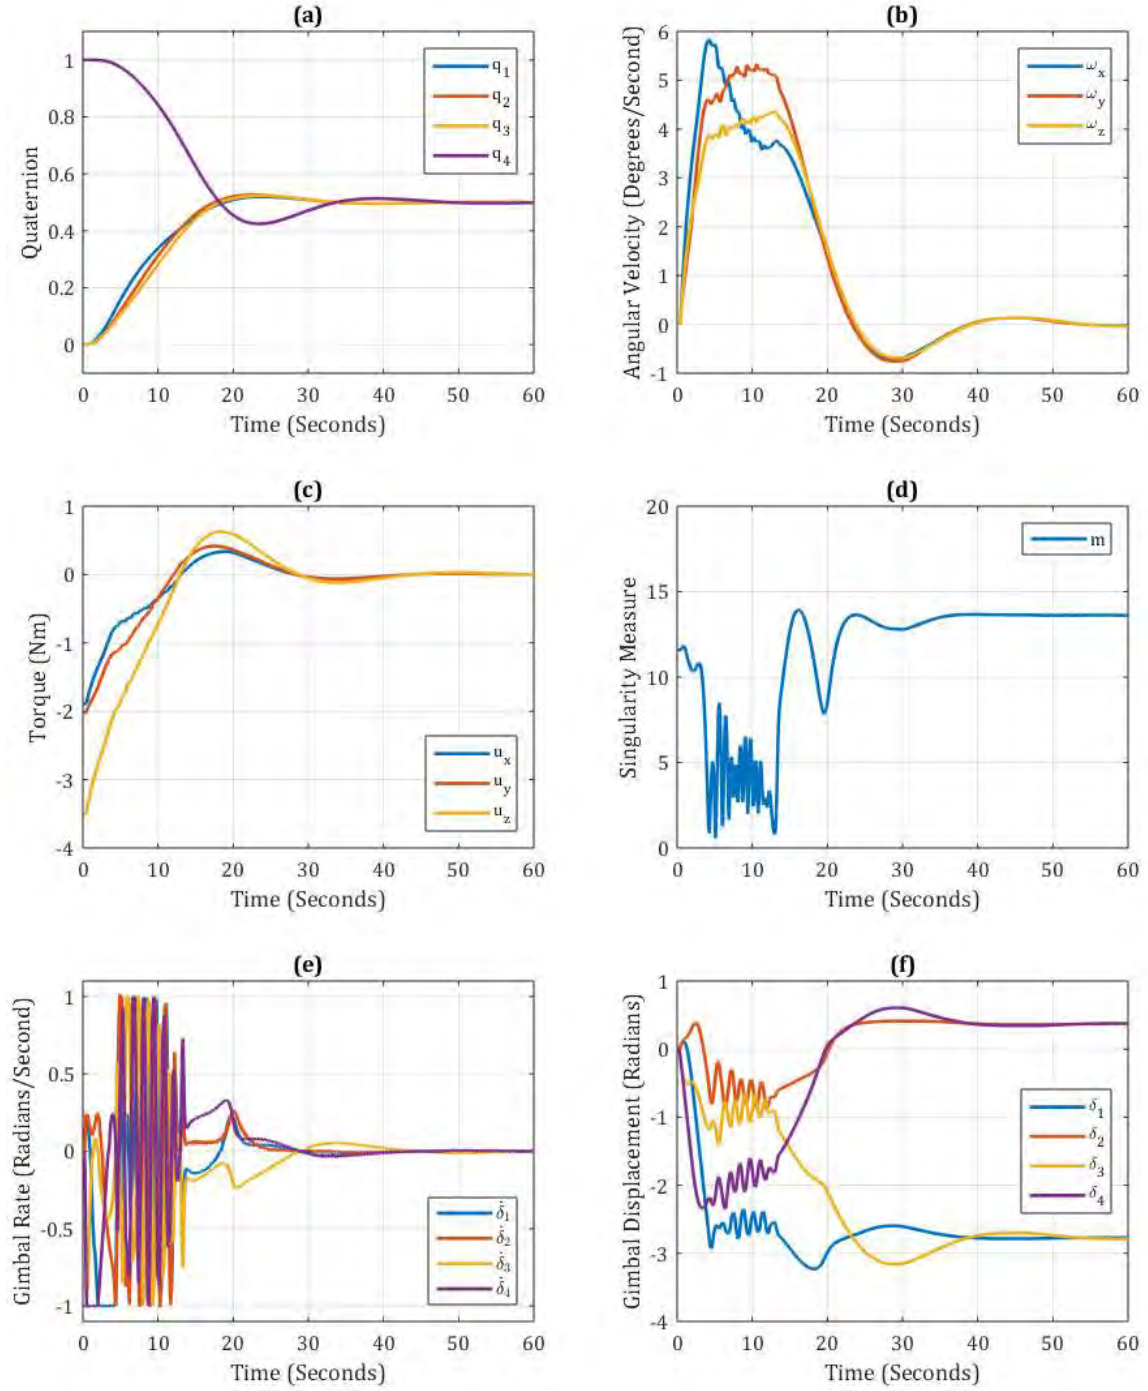 (a)
1
0.8
0.6
0.4
0.2
0
Quaternion
q1
q2
q3
q4
0 10 20 30 40 50 60
Time (Seconds)
(b)
6
5
4
3
2
1
0
-1
Angular Velocity (Degrees/Second)
ωx
ωy
ωz
0 10 20 30 40 50 60
Time (Seconds)
(c)
1
0
-1
-2
-3
-4
Torque (Nm)
ux
uy
uz
0 10 20 30 40 50 60
Time (Seconds)
(d)
20
15
10
5
0
Singularity Measure
m
0 10 20 30 40 50 60
Time (Seconds)
(e)
1
0.5
0
-0.5
-1
Gimbal Rate (Radians/Second)
δ̇1
δ̇2
δ̇3
δ̇4
0 10 20 30 40 50 60
Time (Seconds)
(f)
1
0
-1
-2
-3
-4
Gimbal Displacement (Radians)
δ1
δ2
δ3
δ4
0 10 20 30 40 50 60
Time (Seconds)